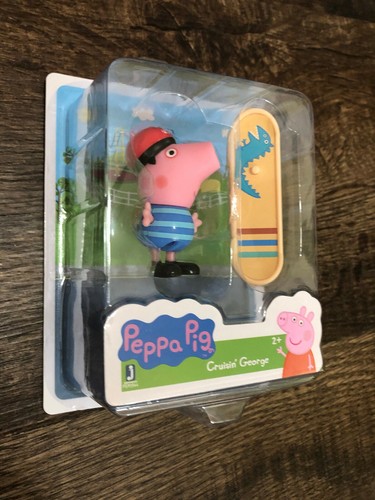 Peppa Pig
2+
Cruisin' George